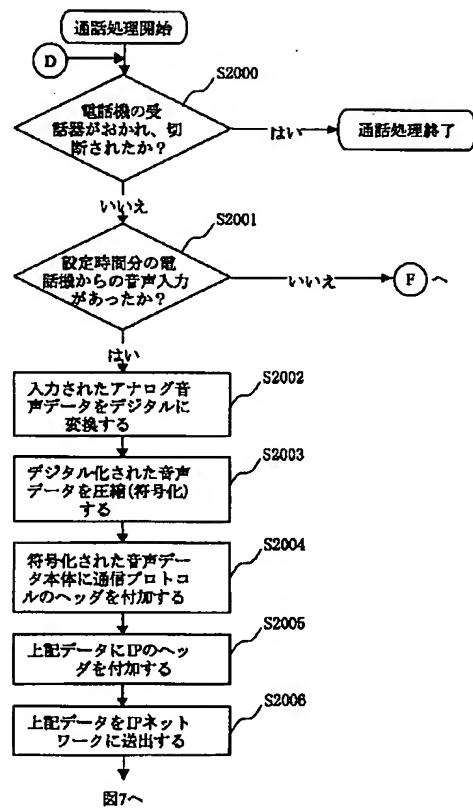 通話処理開始
D
S2000
電話機の受
話器がおかれ、切
断されたか？
はい
通話処理終了
いいえ
S2001
設定時間分の電
話機からの音声入力
があったか？
いいえ
F へ
はい
S2002
入力されたアナログ音
声データをデジタルに
変換する
S2003
デジタル化された音声
データを圧縮(符号化)
する
S2004
符号化された音声デー
タ本体に通信プロトコ
ルのヘッダを付加する
S2005
上記データにIPのヘッ
ダを付加する
S2006
上記データをIPネット
ワークに送出する
図7へ